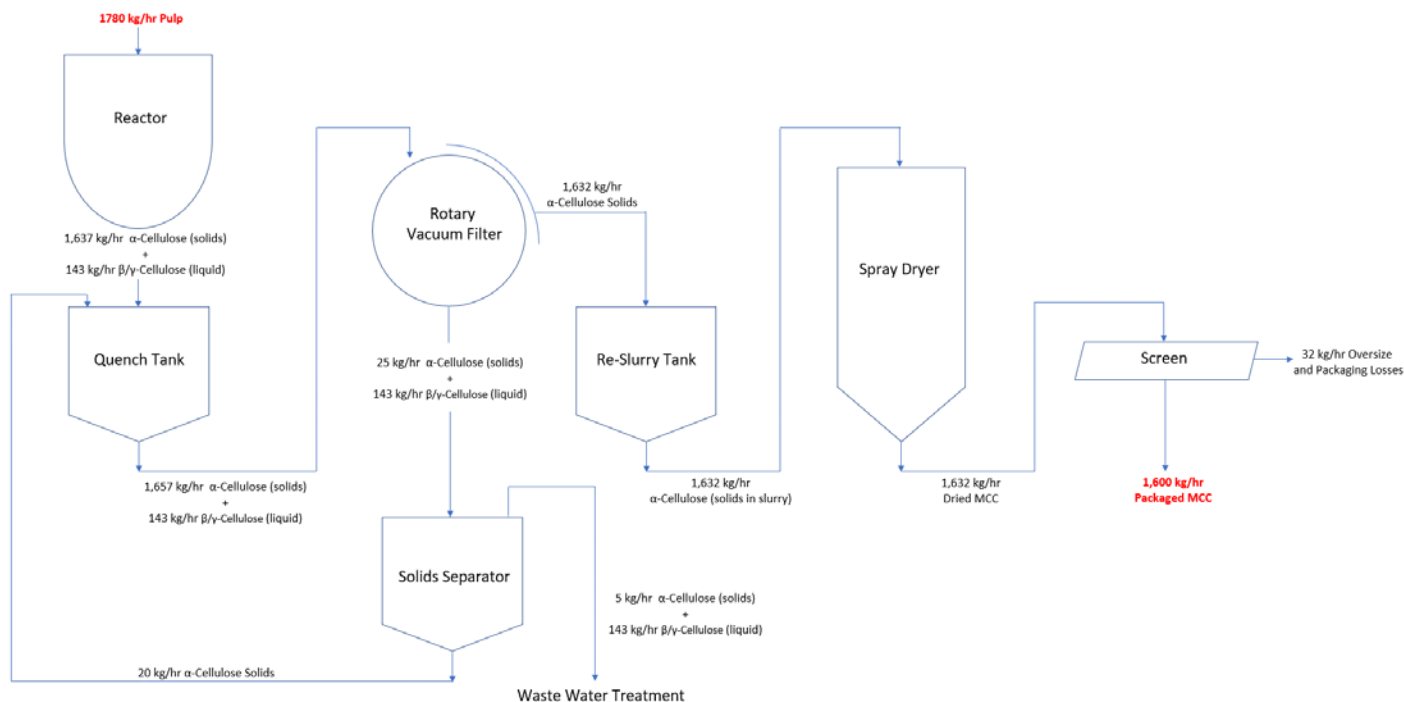 1780 kg/hr Pulp
Reactor
1,637 kg/hr α-Cellulose (solids)
+
143 kg/hr β/γ-Cellulose (liquid)
Quench Tank
1,657 kg/hr α-Cellulose (solids)
+
143 kg/hr β/γ-Cellulose (liquid)
Rotary
Vacuum Filter
1,632 kg/hr
α-Cellulose Solids
25 kg/hr α-Cellulose (solids)
+
143 kg/hr β/γ-Cellulose (liquid)
Re-Slurry Tank
1,632 kg/hr
α-Cellulose (solids in slurry)
Solids Separator
5 kg/hr α-Cellulose (solids)
+
143 kg/hr β/γ-Cellulose (liquid)
20 kg/hr α-Cellulose Solids
Waste Water Treatment
Spray Dryer
1,632 kg/hr
Dried MCC
Screen
32 kg/hr Oversize
and Packaging Losses
1,600 kg/hr
Packaged MCC